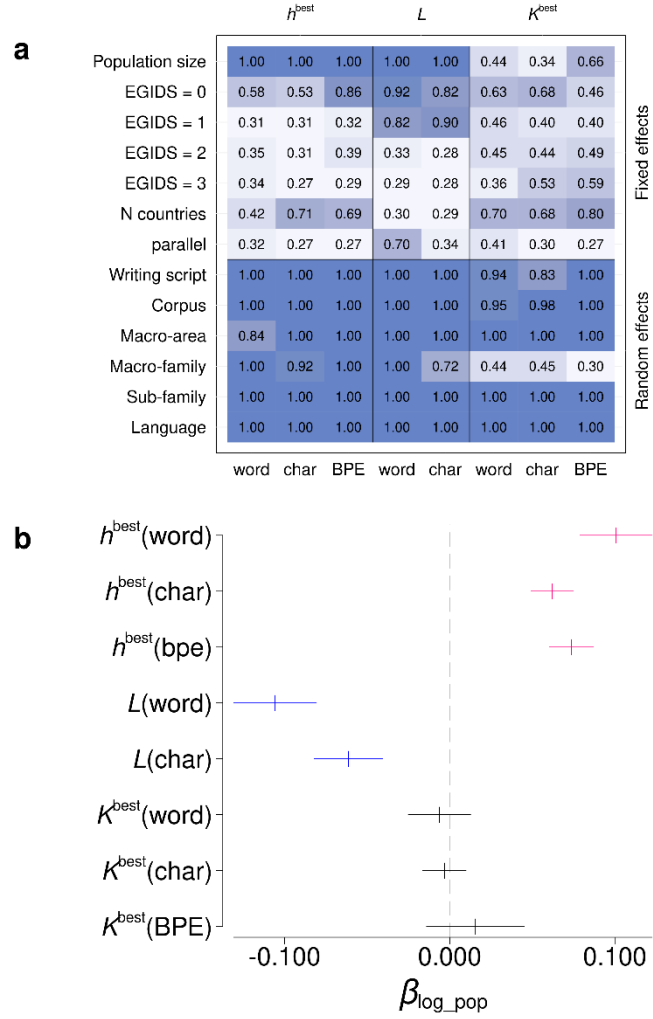 h^best L K^best
a
Population size 1.00 1.00 1.00 1.00 1.00 0.44 0.34 0.66
EGIDS = 0 0.58 0.53 0.86 0.92 0.82 0.63 0.68 0.46
EGIDS = 1 0.31 0.31 0.32 0.82 0.90 0.46 0.40 0.40
EGIDS = 2 0.35 0.31 0.39 0.33 0.28 0.45 0.44 0.49
EGIDS = 3 0.34 0.27 0.29 0.29 0.28 0.36 0.53 0.59
N countries 0.42 0.71 0.69 0.30 0.29 0.70 0.68 0.80
parallel 0.32 0.27 0.27 0.70 0.34 0.41 0.30 0.27
Fixed effects
Writing script 1.00 1.00 1.00 1.00 1.00 0.94 0.83 1.00
Corpus 1.00 1.00 1.00 1.00 1.00 0.95 0.98 1.00
Macro-area 0.84 1.00 1.00 1.00 1.00 1.00 1.00 1.00
Macro-family 1.00 0.92 1.00 1.00 0.72 0.44 0.45 0.30
Sub-family 1.00 1.00 1.00 1.00 1.00 1.00 1.00 1.00
Language 1.00 1.00 1.00 1.00 1.00 1.00 1.00 1.00
Random effects
word char BPE word char word char BPE
b
h^best(word)
h^best(char)
h^best(bpe)
L(word)
L(char)
K^best(word)
K^best(char)
K^best(BPE)
-0.100 0.000 0.100
β_log_pop